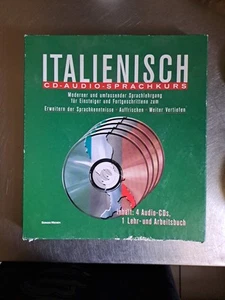 ITALIENISCH
CD-AUDIO-SPRACHKURS
Moderner und umfassender Sprachlehrgang
für Einsteiger und Fortgeschrittene zum
Erweitern der Sprachkenntnisse · Auffrischen · Weiter Vertiefen
Inhalt: 4 Audio-CDs,
1 Lehr- und Arbeitsbuch